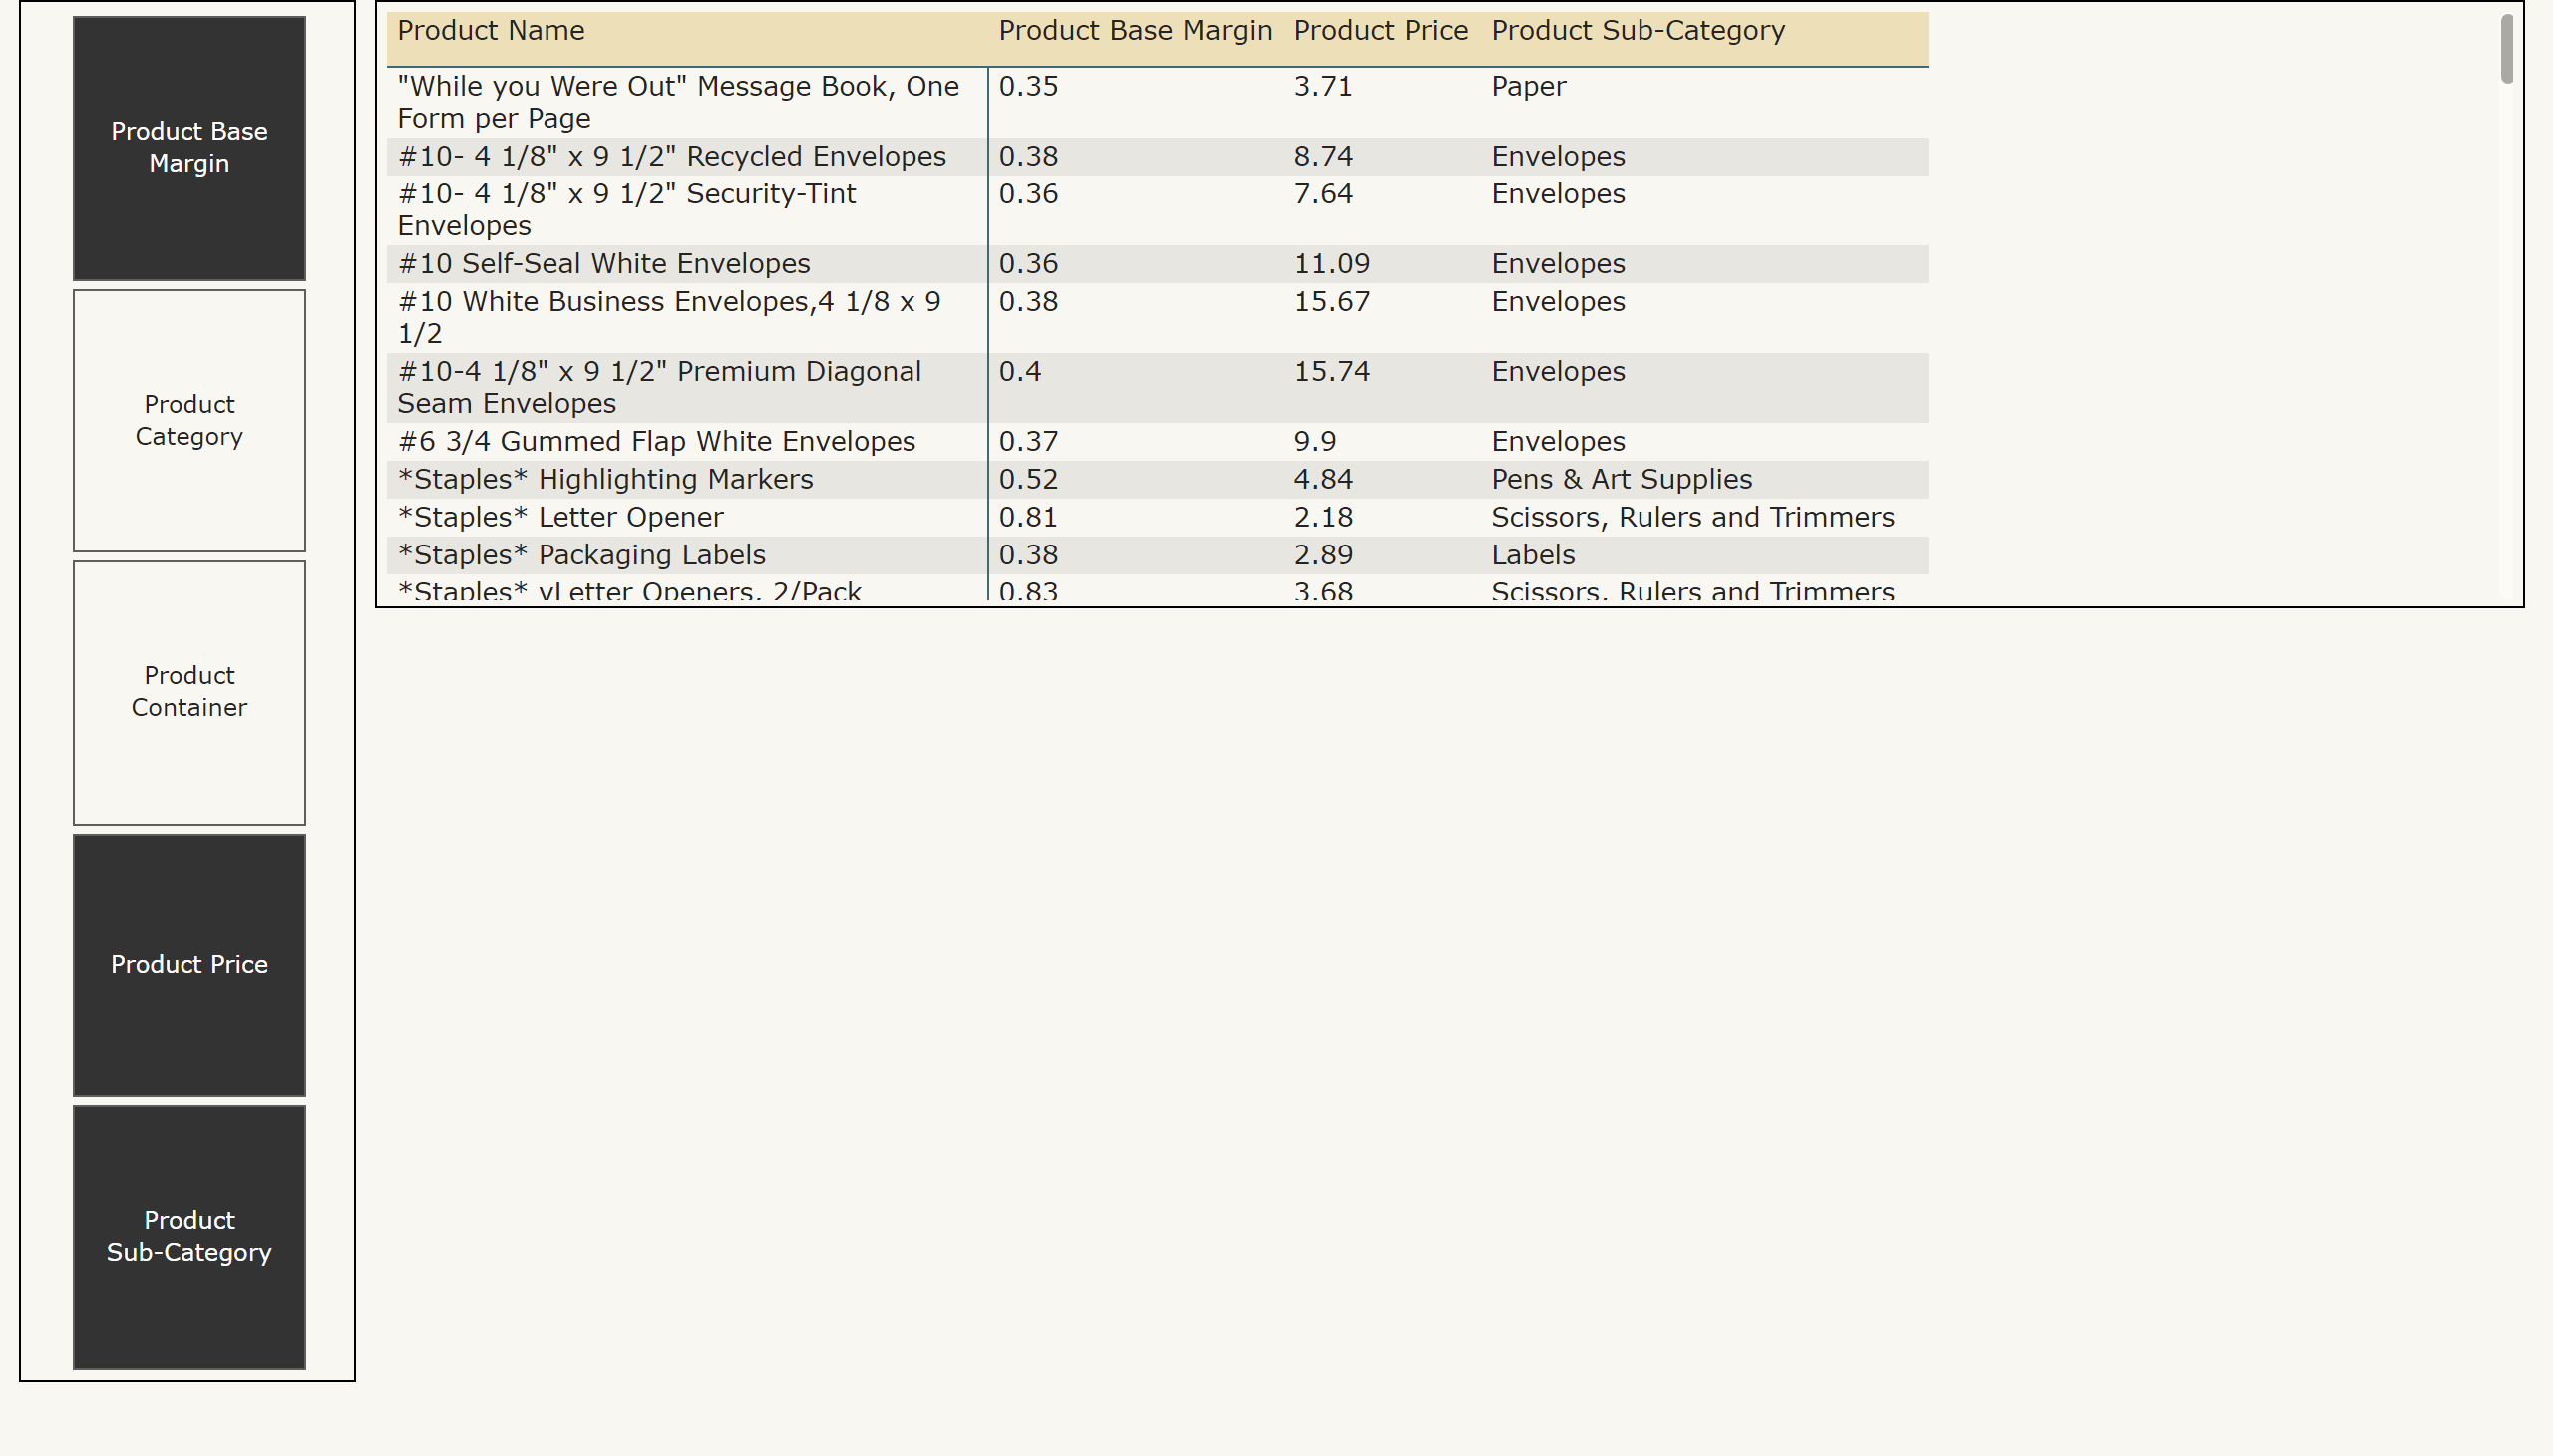 Product Base
Margin
Product
Category
Product
Container
Product Price
Product
Sub-Category
Product Name Product Base Margin Product Price Product Sub-Category
"While you Were Out" Message Book, One 0.35 3.71 Paper
Form per Page
#10- 4 1/8" x 9 1/2" Recycled Envelopes 0.38 8.74 Envelopes
#10- 4 1/8" x 9 1/2" Security-Tint 0.36 7.64 Envelopes
Envelopes
#10 Self-Seal White Envelopes 0.36 11.09 Envelopes
#10 White Business Envelopes,4 1/8 x 9 0.38 15.67 Envelopes
1/2
#10-4 1/8" x 9 1/2" Premium Diagonal 0.4 15.74 Envelopes
Seam Envelopes
#6 3/4 Gummed Flap White Envelopes 0.37 9.9 Envelopes
*Staples* Highlighting Markers 0.52 4.84 Pens & Art Supplies
*Staples* Letter Opener 0.81 2.18 Scissors, Rulers and Trimmers
*Staples* Packaging Labels 0.38 2.89 Labels
*Staples* vLetter Openers, 2/Pack 0.83 3.68 Scissors, Rulers and Trimmers